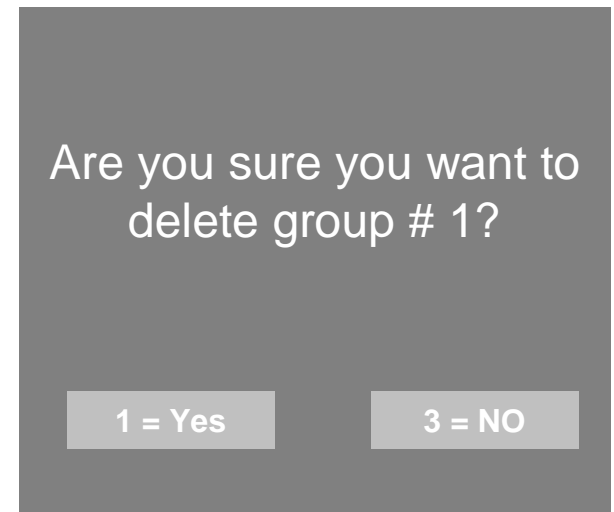 Are you sure you want to
delete group # 1?
1 = Yes
3 = NO